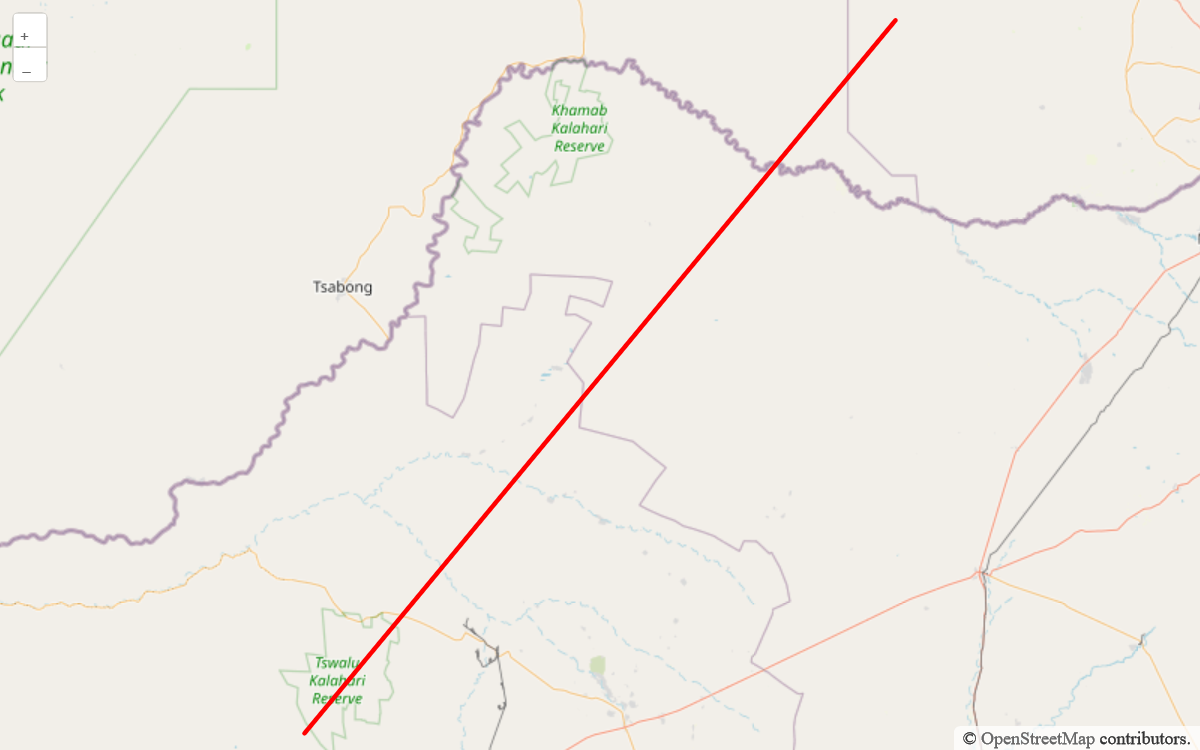 +
−
Khamab
Kalahari
Reserve
Tsabong
Tswalu
Kalahari
Reserve
© OpenStreetMap contributors.